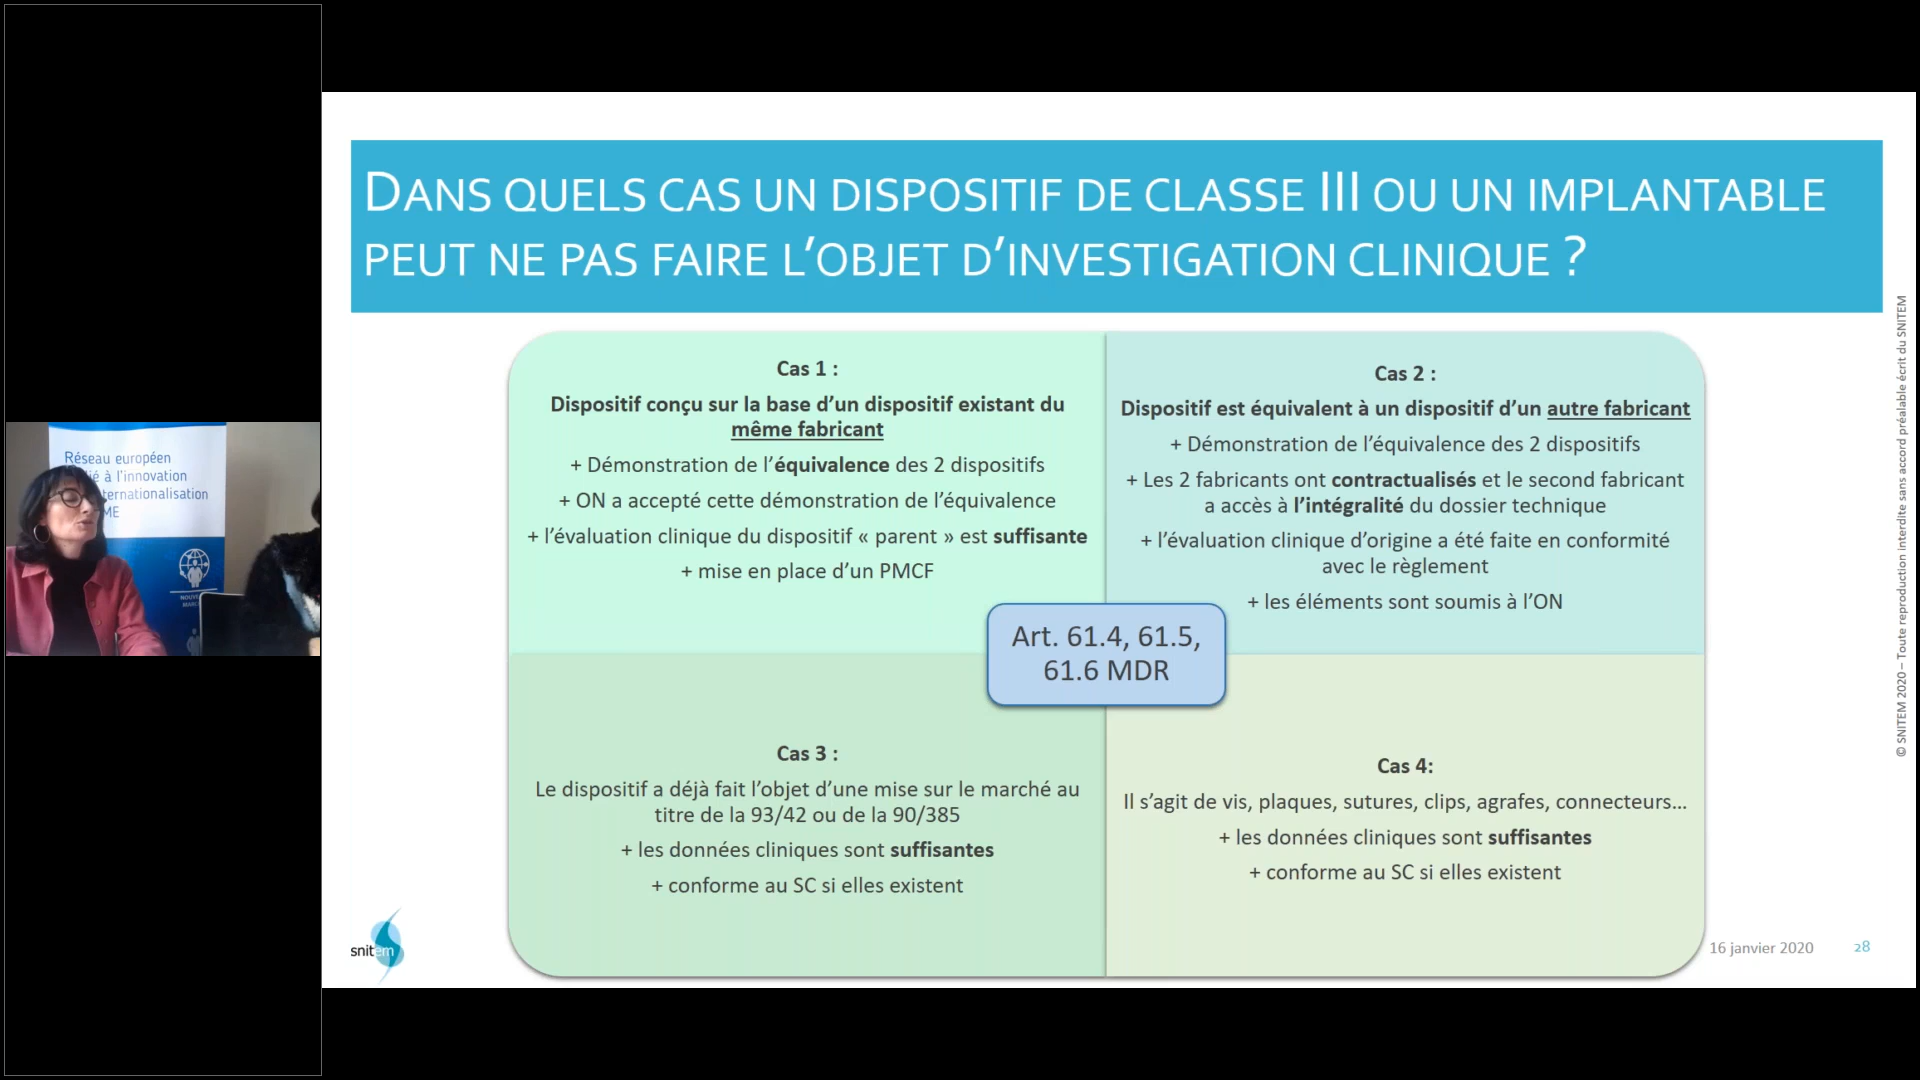 DANS QUELS CAS UN DISPOSITIF DE CLASSE III OU UN IMPLANTABLE
PEUT NE PAS FAIRE L'OBJET D'INVESTIGATION CLINIQUE ?
Cas 1 :
Dispositif conçu sur la base d'un dispositif existant du
même fabricant
+ Démonstration de l'équivalence des 2 dispositifs
+ ON a accepté cette démonstration de l'équivalence
+ l'évaluation clinique du dispositif « parent » est suffisante
+ mise en place d'un PMCF
Cas 2 :
Dispositif est équivalent à un dispositif d'un autre fabricant
+ Démonstration de l'équivalence des 2 dispositifs
+ Les 2 fabricants ont contractualisés et le second fabricant
a accès à l'intégralité du dossier technique
+ l'évaluation clinique d'origine a été faite en conformité
avec le règlement
+ les éléments sont soumis à l'ON
Art. 61.4, 61.5,
61.6 MDR
Cas 3 :
Le dispositif a déjà fait l'objet d'une mise sur le marché au
titre de la 93/42 ou de la 90/385
+ les données cliniques sont suffisantes
+ conforme au SC si elles existent
Cas 4:
Il s'agit de vis, plaques, sutures, clips, agrafes, connecteurs...
+ les données cliniques sont suffisantes
+ conforme au SC si elles existent
snitem
16 janvier 2020
28
© SNITEM 2020 – Toute reproduction interdite sans accord préalable écrit du SNITEM
Réseau européen
à l'innovation